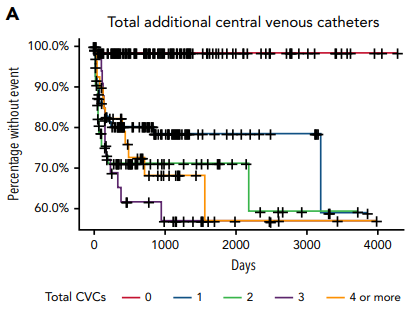 A
Total additional central venous catheters
Percentage without event
100.0%
90.0%
80.0%
70.0%
60.0%
0 1000 2000 3000 4000
Days
Total CVCs 0 1 2 3 4 or more